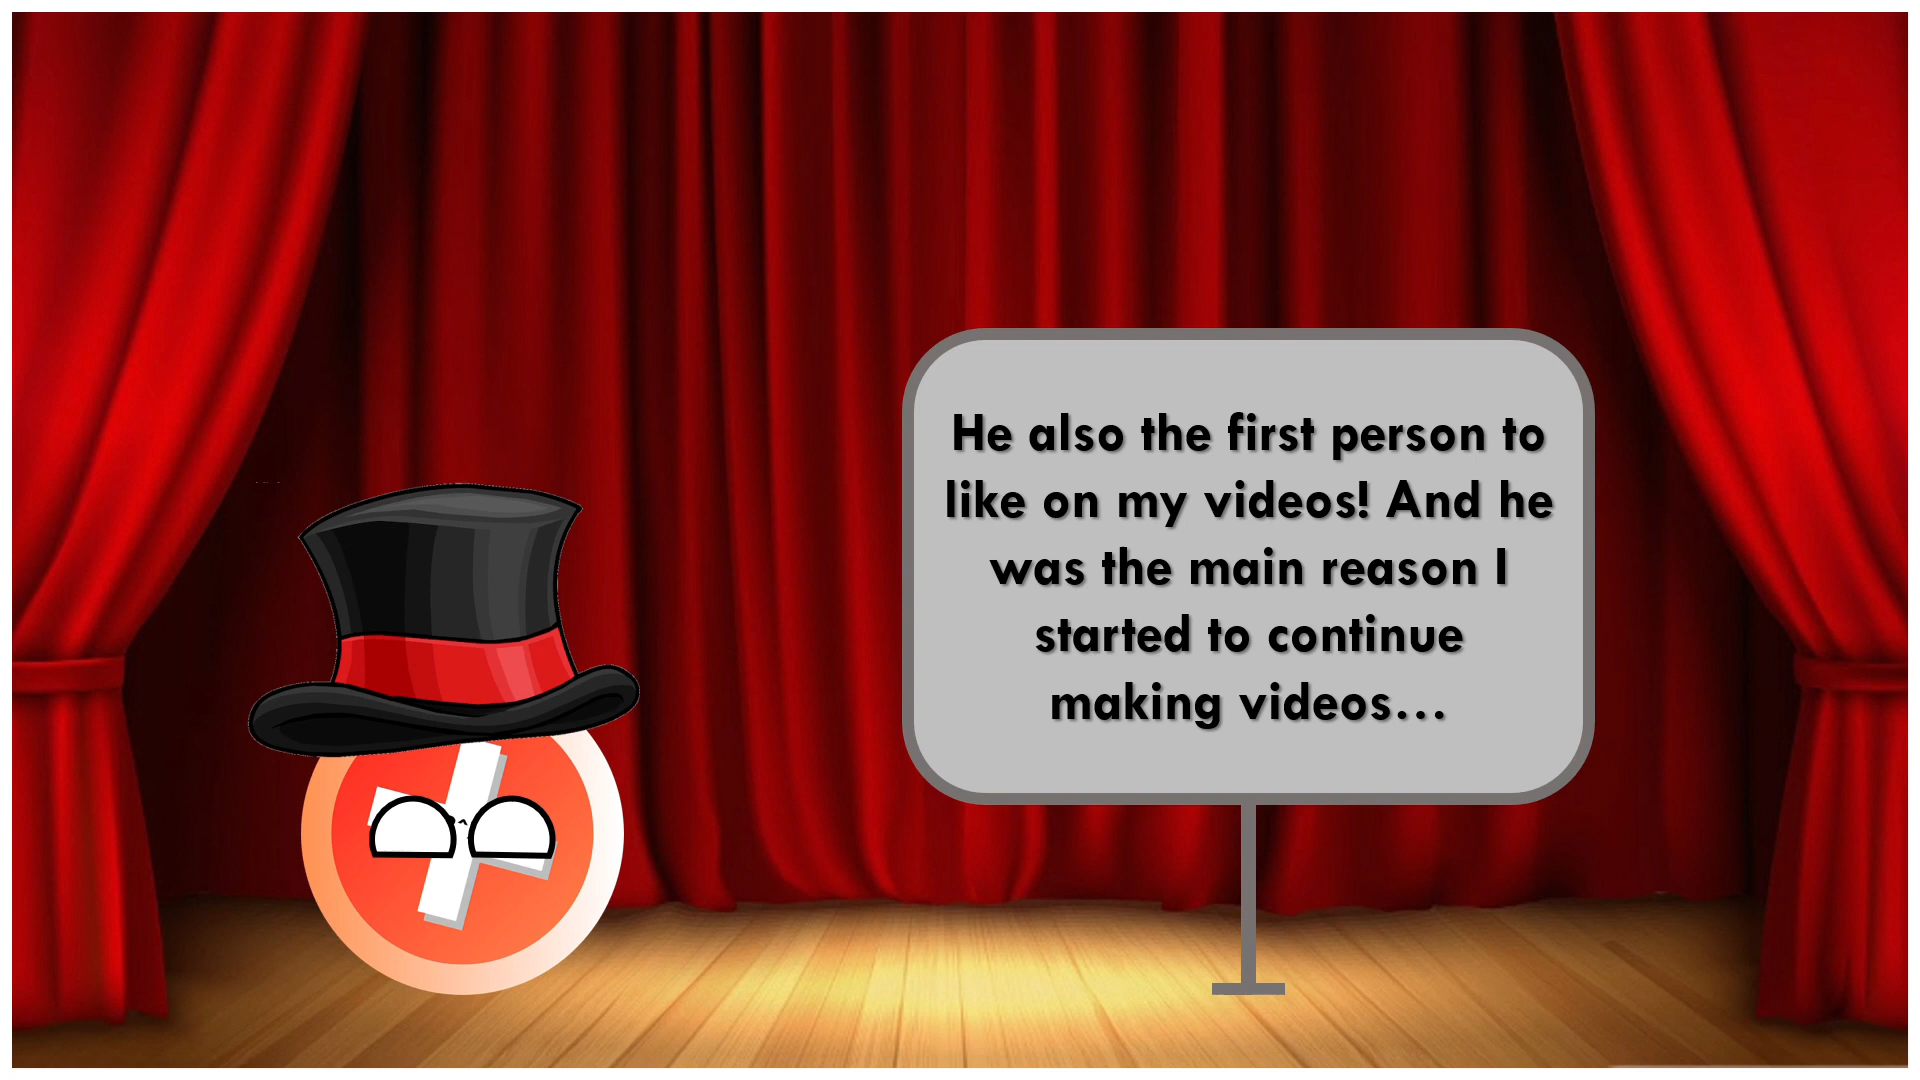 He also the first person to
like on my videos! And he
was the main reason I
started to continue
making videos…